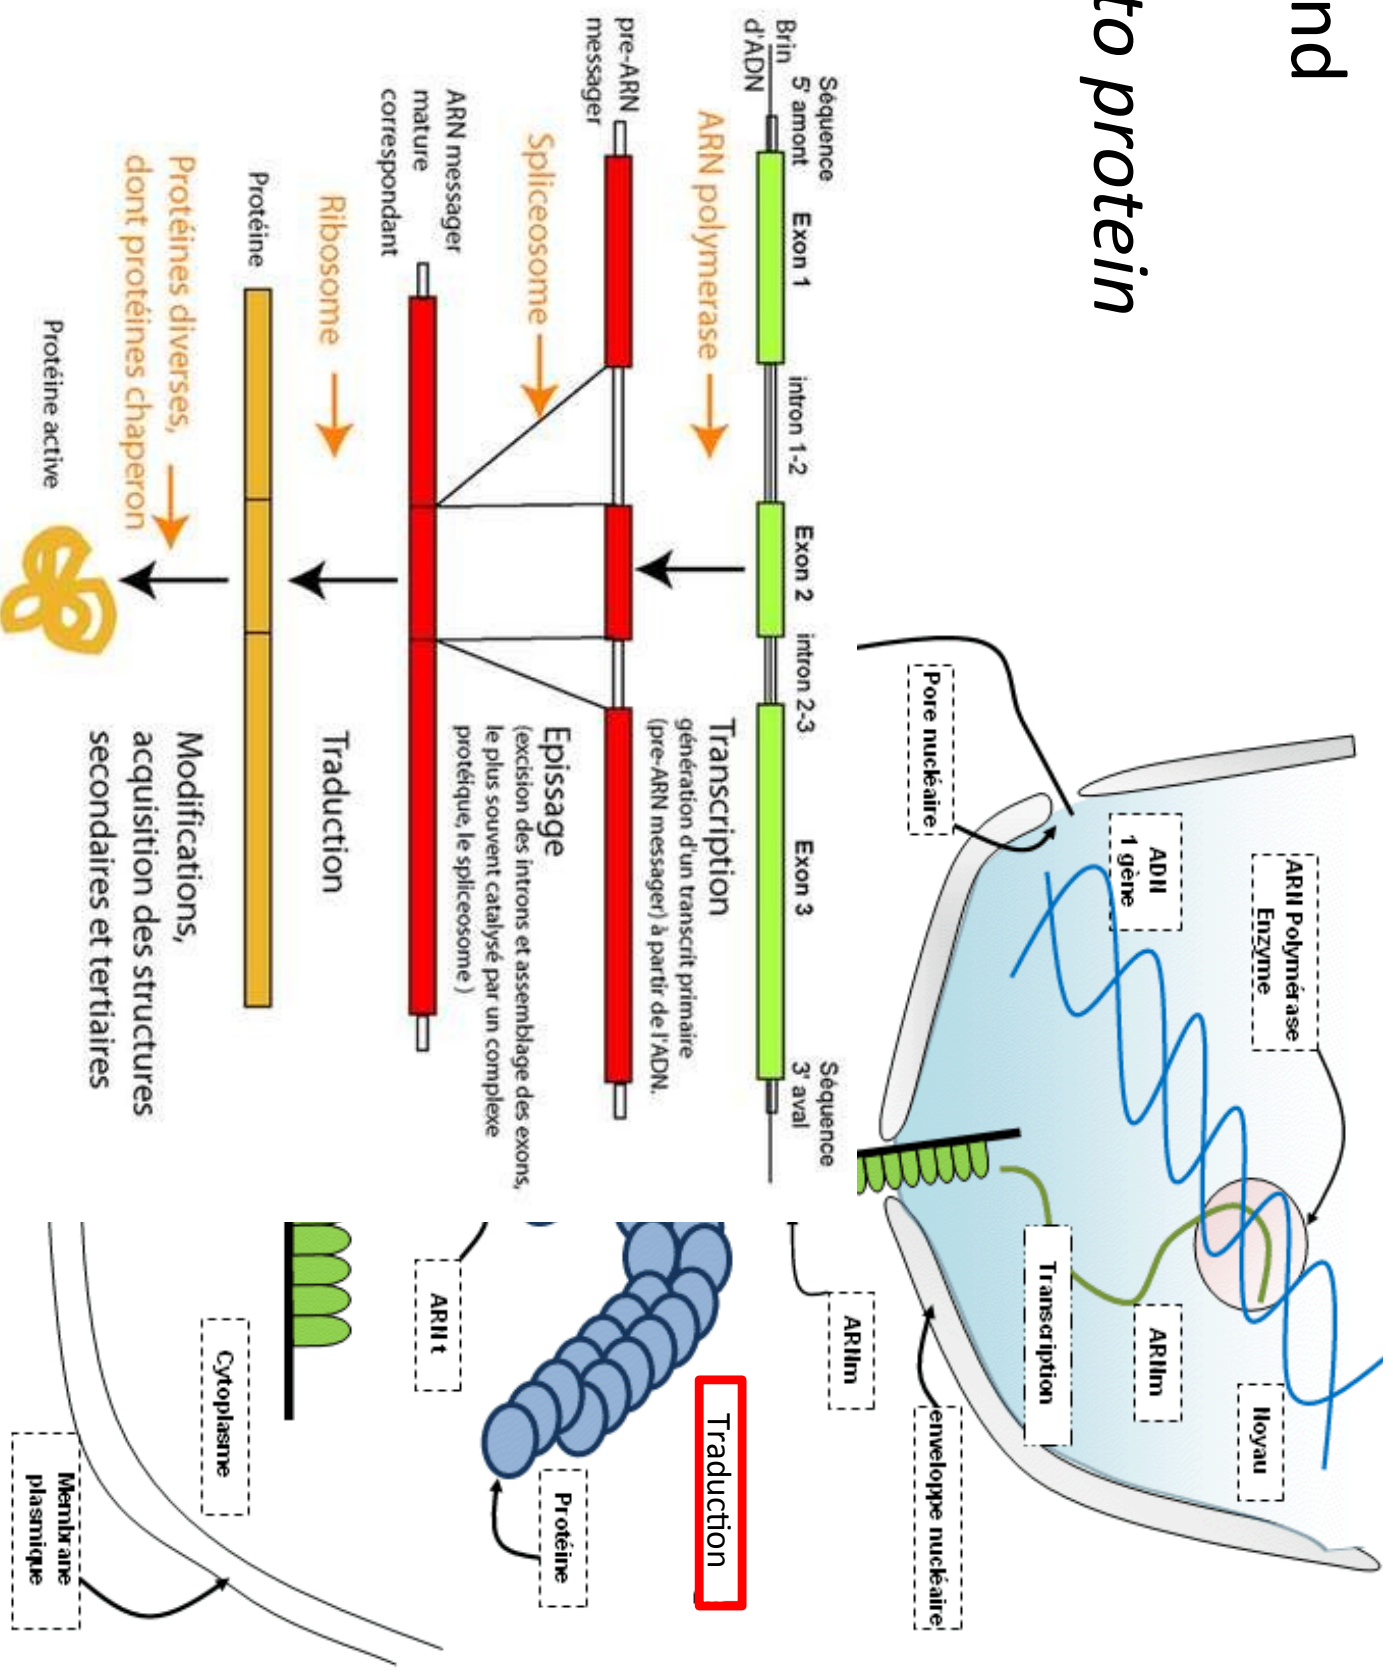 nd
to protein
Séquence
5' amont
Exon 1
intron 1-2
Exon 2
intron 2-3
Exon 3
Séquence
3' aval
Brin
d'ADN
ARN polymerase
Transcription
génération d'un transcrit primaire
(pre-ARN messager) à partir de l'ADN.
pre-ARN
messager
Spliceosome
Epissage
(excision des introns et assemblage des exons,
le plus souvent catalysé par un complexe
protéique, le spliceosome )
ARN messager
mature
correspondant
Ribosome
Traduction
Protéine
Protéines diverses,
dont protéines chaperon
Modifications,
acquisition des structures
secondaires et tertiaires
Protéine active
ARN Polymérase
Enzyme
ADN
1 gène
Pore nucléaire
Noyau
ARNm
Transcription
enveloppe nucléaire
ARNm
Traduction
Protéine
ARN t
Cytoplasme
Membrane
plasmique